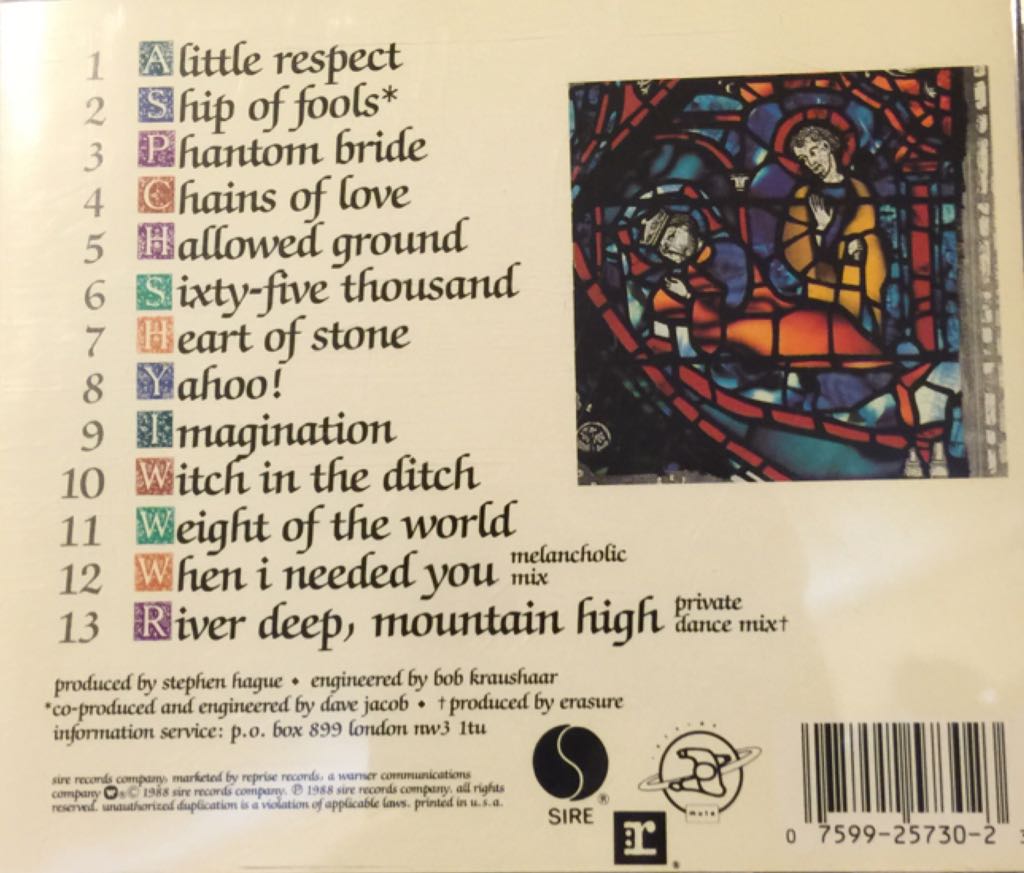 1 A little respect
2 Ship of fools*
3 Phantom bride
4 Chains of love
5 Hallowed ground
6 Sixty-five thousand
7 Heart of stone
8 Yahoo!
9 Imagination
10 Witch in the ditch
11 Weight of the world
12 When i needed you melancholic mix
13 River deep, mountain high private dance mix†
produced by stephen hague • engineered by bob kraushaar
*co-produced and engineered by dave jacob • †produced by erasure
information service: p.o. box 899 london nw3 1tu
sire records company, marketed by reprise records, a warner communications
company © 1988 sire records company. ℗ 1988 sire records company. all rights
reserved. unauthorized duplication is a violation of applicable laws. printed in u.s.a.
SIRE ®
mute
r ®
0 7599-25730-2